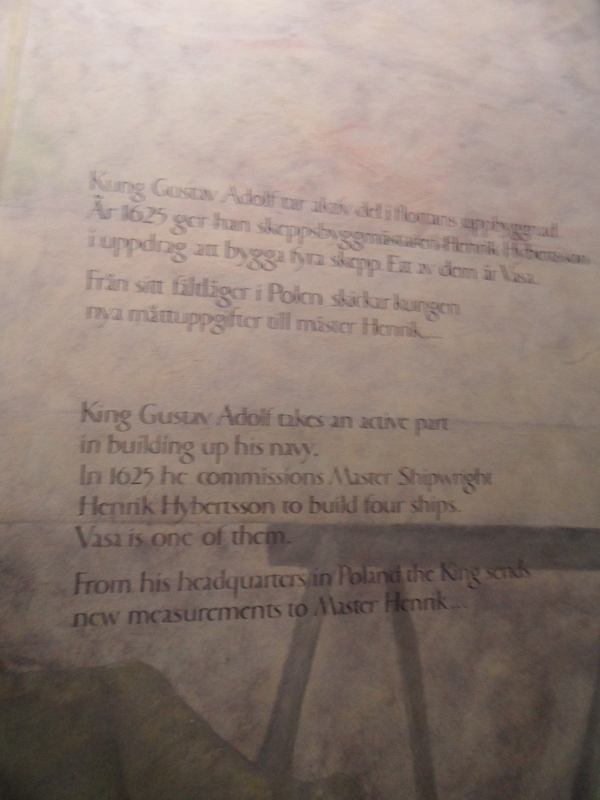 Kung Gustav Adolf tar aktiv del i flottans uppbyggnad.
År 1625 ger han skeppsbyggmästaren Henrik Hybertsson
i uppdrag att bygga fyra skepp. Ett av dem är Vasa.
Från sitt fältläger i Polen skickar kungen
nya måttuppgifter till mäster Henrik...
King Gustav Adolf takes an active part
in building up his navy.
In 1625 he commissions Master Shipwright
Henrik Hybertsson to build four ships.
Vasa is one of them.
From his headquarters in Poland the King sends
new measurements to Master Henrik...